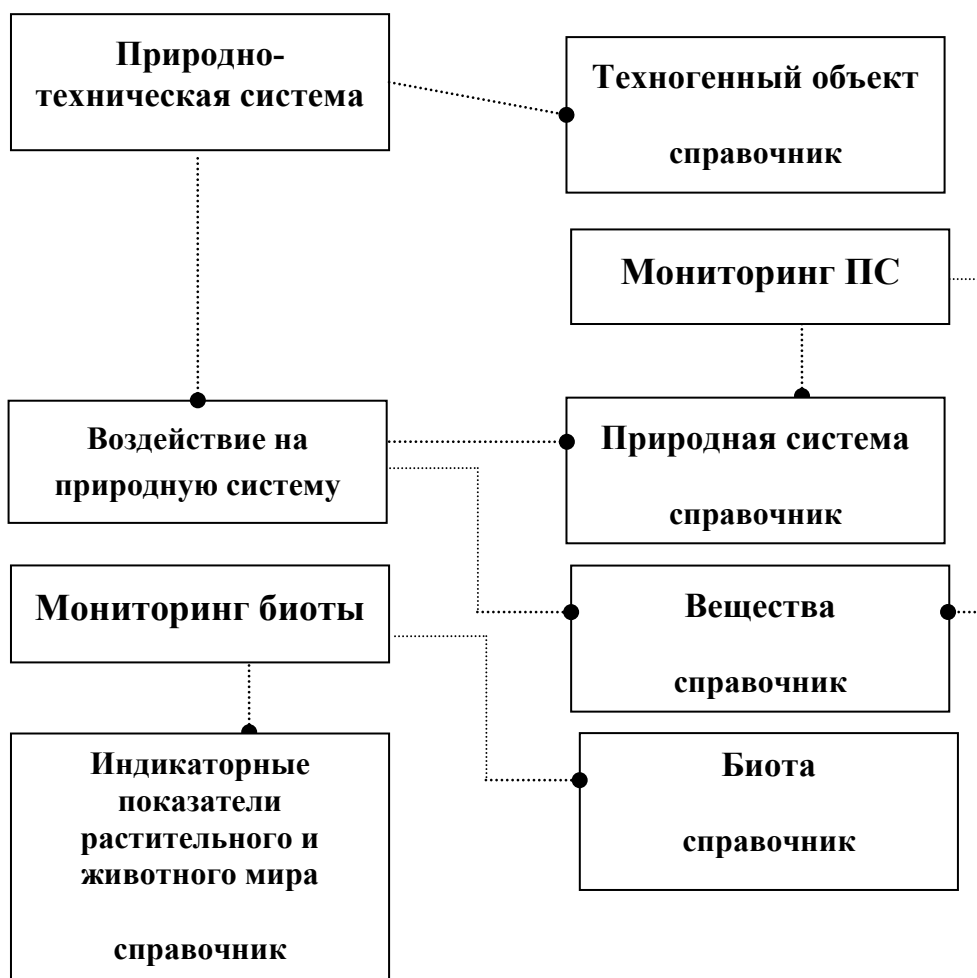 Природно-
техническая система
Техногенный объект
справочник
Мониторинг ПС
Воздействие на
природную систему
Природная система
справочник
Мониторинг биоты
Вещества
справочник
Индикаторные
показатели
растительного и
животного мира
справочник
Биота
справочник